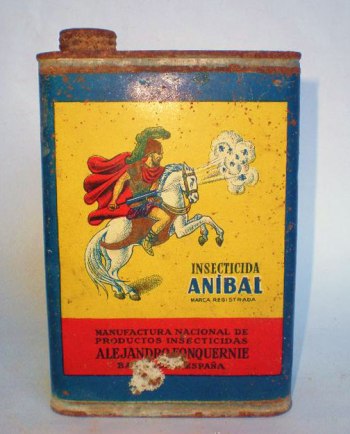 INSECTICIDA
ANÍBAL
MARCA REGISTRADA
MANUFACTURA NACIONAL DE
PRODUCTOS INSECTICIDAS
ALEJANDRO FONQUERNIE
ESPAÑA